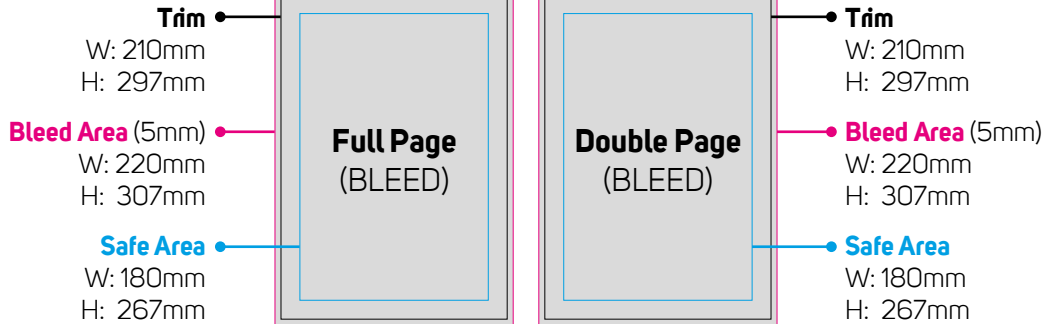 Trim
W: 210mm
H: 297mm
Bleed Area (5mm)
W: 220mm
H: 307mm
Safe Area
W: 180mm
H: 267mm
Full Page
(BLEED)
Double Page
(BLEED)
Trim
W: 210mm
H: 297mm
Bleed Area (5mm)
W: 220mm
H: 307mm
Safe Area
W: 180mm
H: 267mm